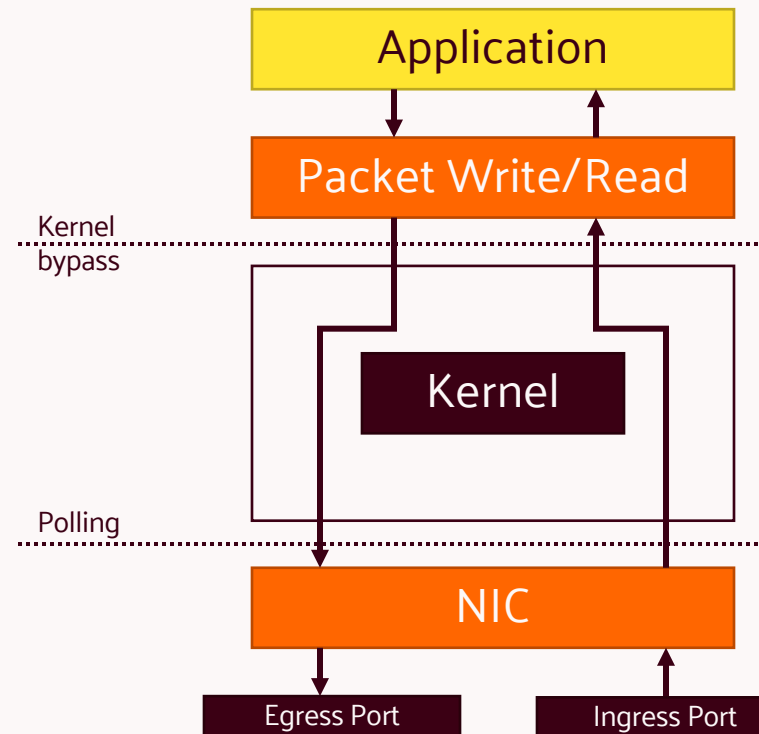 Application
Packet Write/Read
Kernel
bypass
Kernel
Polling
NIC
Egress Port
Ingress Port